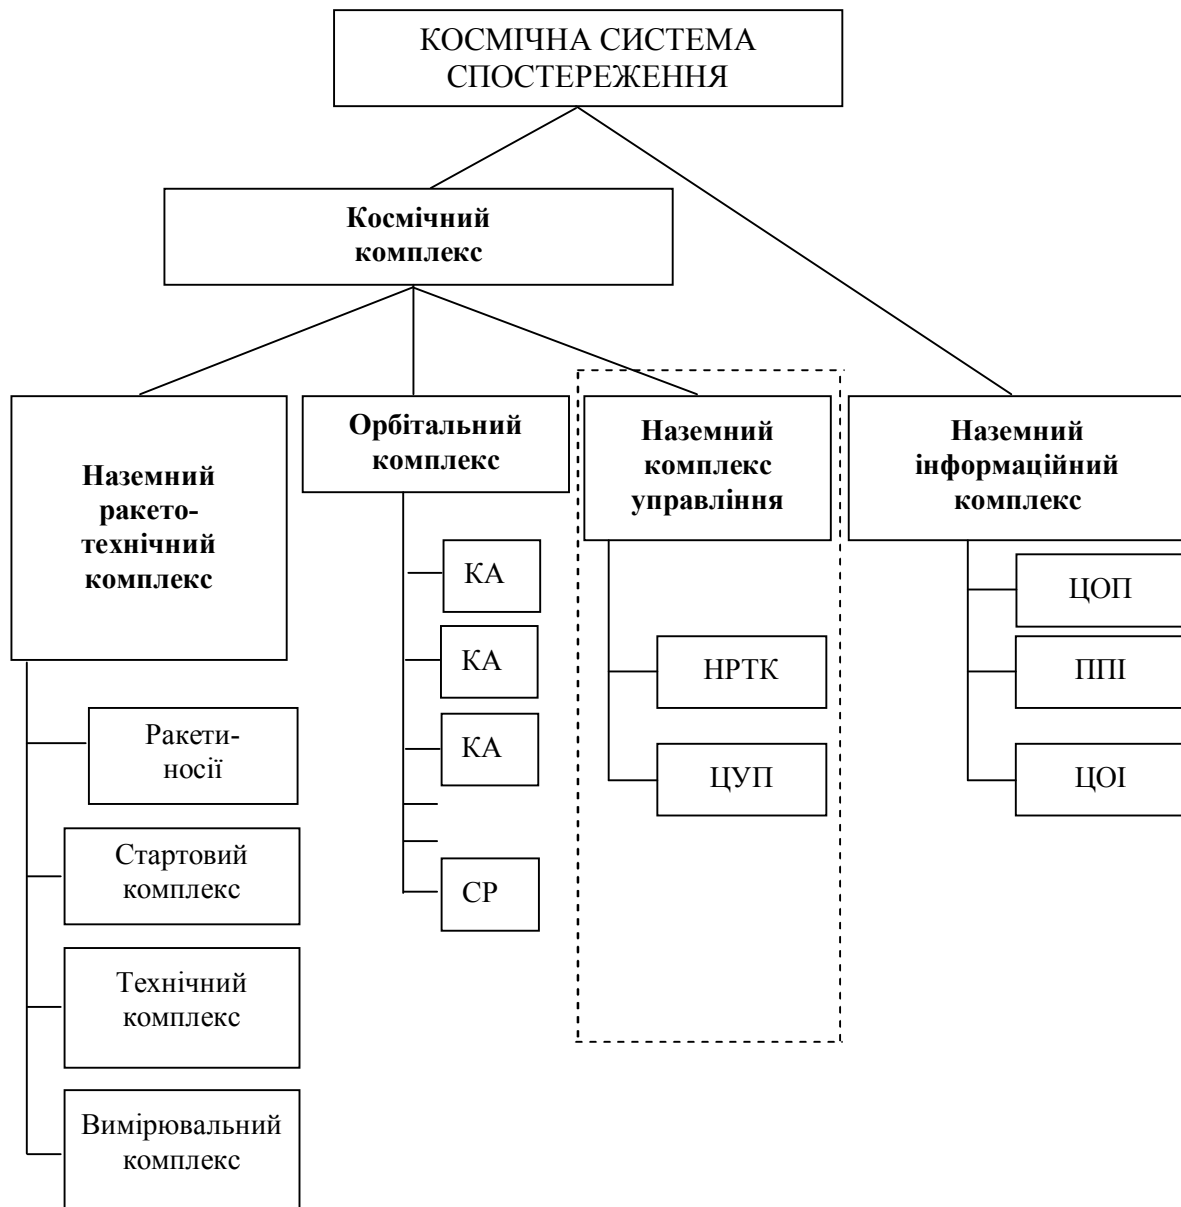 КОСМІЧНА СИСТЕМА
СПОСТЕРЕЖЕННЯ
Космічний
комплекс
Наземний
ракето-
технічний
комплекс
Ракети-
носії
Стартовий
комплекс
Технічний
комплекс
Вимірювальний
комплекс
Орбітальний
комплекс
КА
КА
КА
СР
Наземний
комплекс
управління
НРТК
ЦУП
Наземний
інформаційний
комплекс
ЦОП
ППІ
ЦОІ